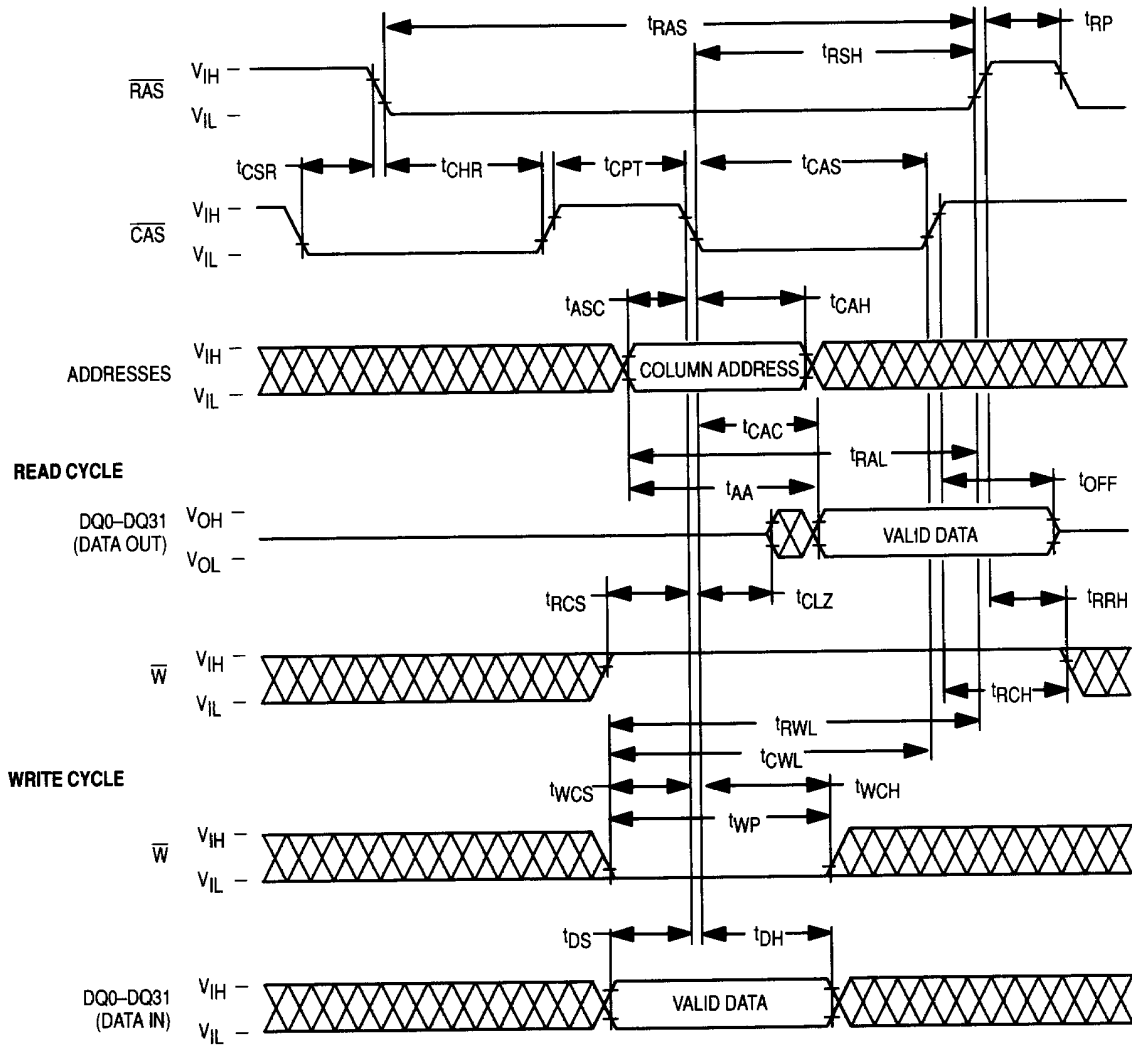 tRAS
tRP
tRSH
RAS
VIH –
VIL –
tCSR
tCHR
tCPT
tCAS
CAS
VIH –
VIL –
tASC
tCAH
ADDRESSES
VIH –
VIL –
COLUMN ADDRESS
tCAC
tRAL
READ CYCLE
tAA
tOFF
DQ0–DQ31
(DATA OUT)
VOH –
VOL –
VALID DATA
tRCS
tCLZ
tRRH
W
VIH –
VIL –
tRCH
tRWL
tCWL
WRITE CYCLE
tWCS
tWCH
tWP
W
VIH –
VIL –
tDS
tDH
DQ0–DQ31
(DATA IN)
VIH –
VIL –
VALID DATA